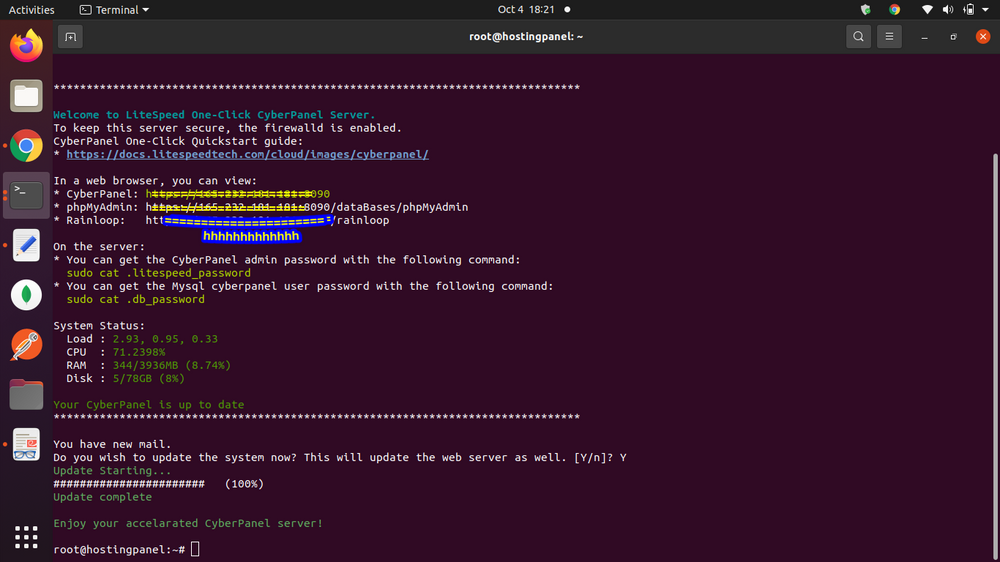 Activities
Terminal
Oct 4 18:21
root@hostingpanel: ~
********************************************************************************
Welcome to LiteSpeed One-Click CyberPanel Server.
To keep this server secure, the firewalld is enabled.
CyberPanel One-Click Quickstart guide:
* https://docs.litespeedtech.com/cloud/images/cyberpanel/
In a web browser, you can view:
* CyberPanel: :8090
* phpMyAdmin: :8090/dataBases/phpMyAdmin
* Rainloop: /rainloop
hhhhhhhhhhhhh
On the server:
* You can get the CyberPanel admin password with the following command:
sudo cat .litespeed_password
* You can get the Mysql cyberpanel user password with the following command:
sudo cat .db_password
System Status:
Load : 2.93, 0.95, 0.33
CPU : 71.2398%
RAM : 344/3936MB (8.74%)
Disk : 5/78GB (8%)
Your CyberPanel is up to date
********************************************************************************
You have new mail.
Do you wish to update the system now? This will update the web server as well. [Y/n]? Y
Update Starting...
####################### (100%)
Update complete
Enjoy your accelarated CyberPanel server!
root@hostingpanel:~#